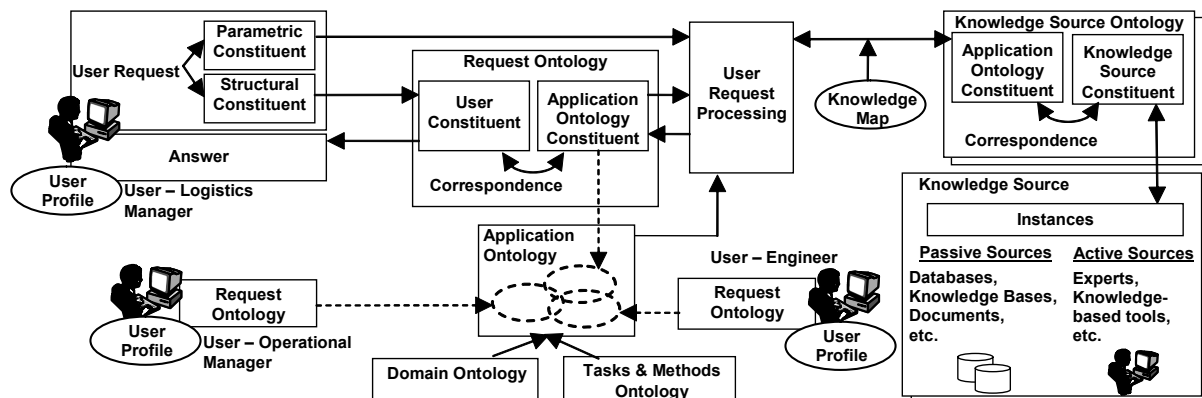 User Request
Parametric
Constituent
Structural
Constituent
Answer
User
Profile
User – Logistics
Manager
Request Ontology
User
Constituent
Application
Ontology
Constituent
Correspondence
User
Request
Processing
Knowledge
Map
Knowledge Source Ontology
Application
Ontology
Constituent
Knowledge
Source
Constituent
Correspondence
Knowledge Source
Instances
Passive Sources
Databases,
Knowledge Bases,
Documents,
etc.
Active Sources
Experts,
Knowledge-
based tools,
etc.
Application
Ontology
User – Engineer
Request
Ontology
User
Profile
Request
Ontology
User
Profile
User – Operational
Manager
Domain Ontology
Tasks & Methods
Ontology